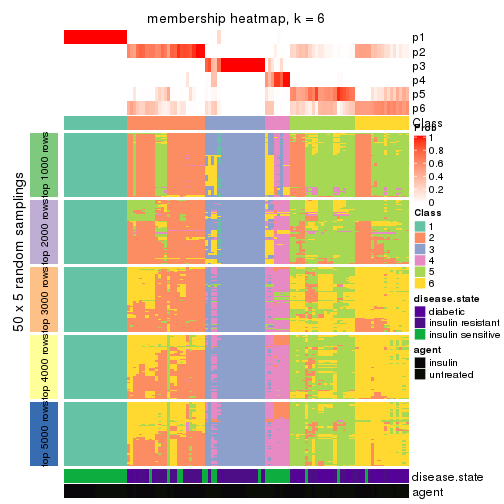 membership heatmap, k = 6
p1
p2
p3
p4
p5
p6
Class
Prob
1
0.8
0.6
0.4
0.2
0
Class
1
2
3
4
5
6
disease.state
diabetic
insulin resistant
insulin sensitive
agent
insulin
untreated
50 x 5 random samplings
top 1000 rows
top 2000 rows
top 3000 rows
top 4000 rows
top 5000 rows
disease.state
agent